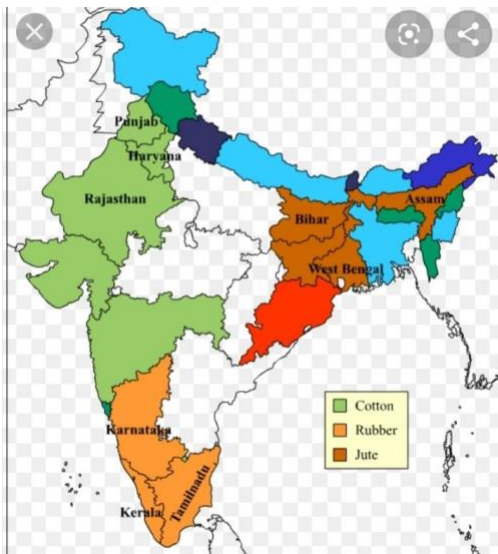 Punjab
Haryana
Rajasthan
Assam
Bihar
West Bengal
Cotton
Rubber
Jute
Karnataka
Kerala
Tamilnadu